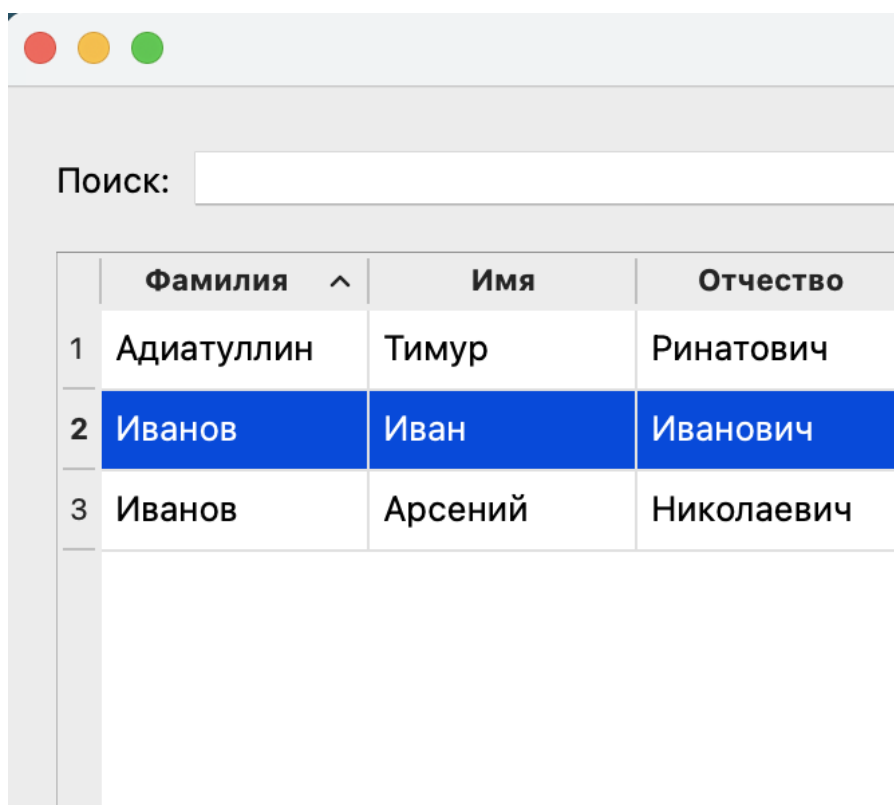 Поиск:
Фамилия Имя Отчество
1 Адиатуллин Тимур Ринатович
2 Иванов Иван Иванович
3 Иванов Арсений Николаевич